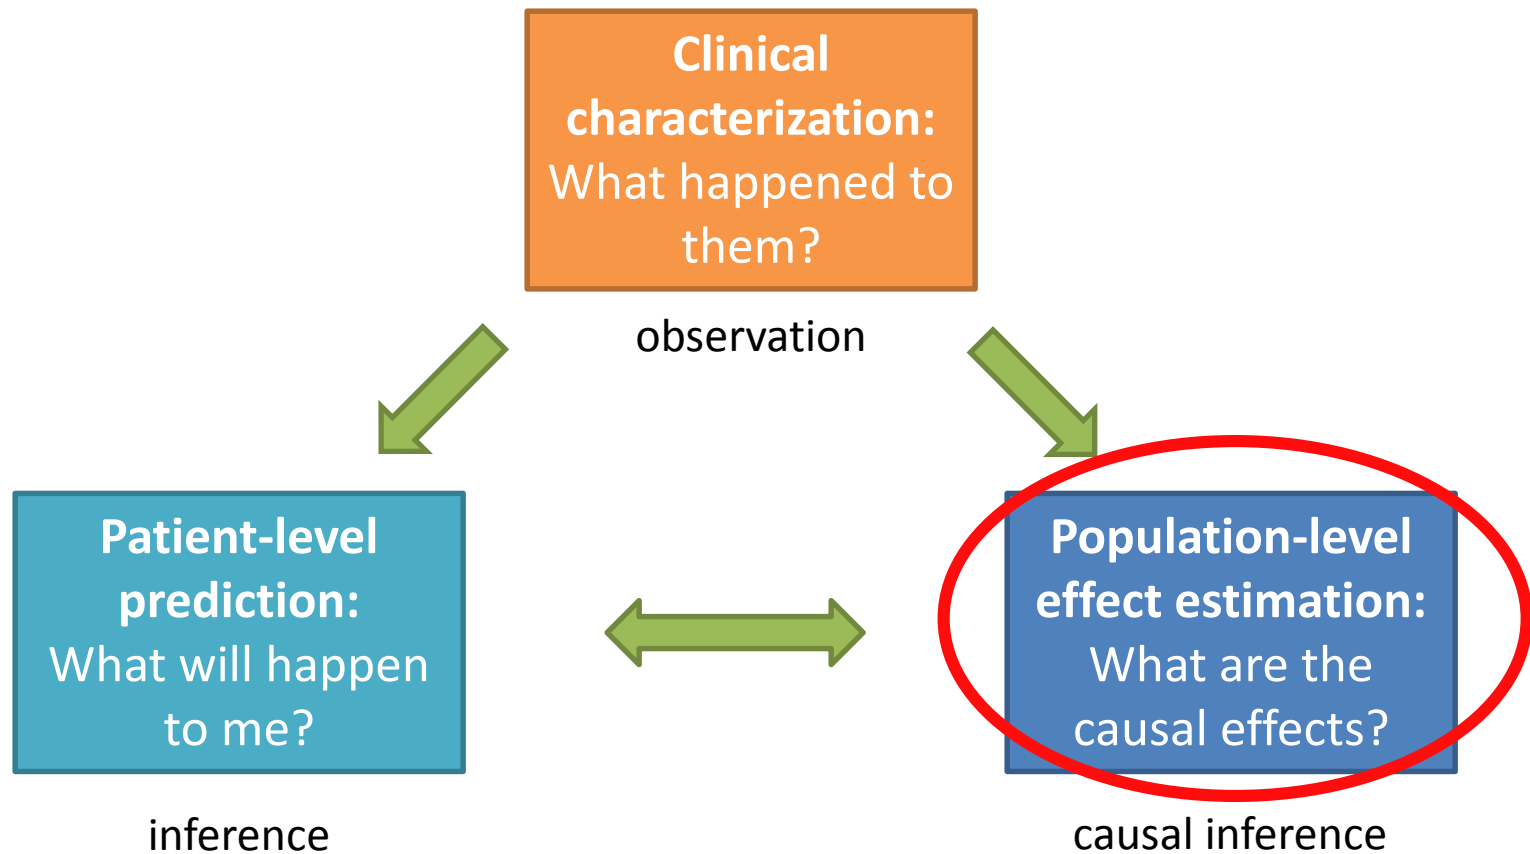 Clinical
characterization:
What happened to
them?
observation
Patient-level
prediction:
What will happen
to me?
inference
Population-level
effect estimation:
What are the
causal effects?
causal inference